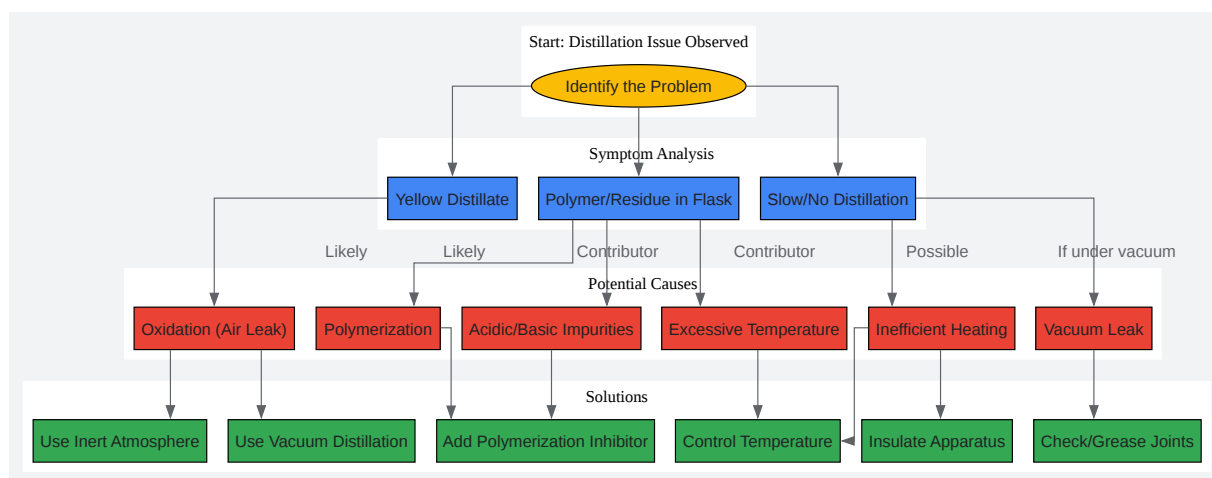 Start: Distillation Issue Observed
Identify the Problem
Symptom Analysis
Yellow Distillate
Polymer/Residue in Flask
Slow/No Distillation
Likely
Likely
Contributor
Contributor
Possible
If under vacuum
Potential Causes
Oxidation (Air Leak)
Polymerization
Acidic/Basic Impurities
Excessive Temperature
Inefficient Heating
Vacuum Leak
Solutions
Use Inert Atmosphere
Use Vacuum Distillation
Add Polymerization Inhibitor
Control Temperature
Insulate Apparatus
Check/Grease Joints